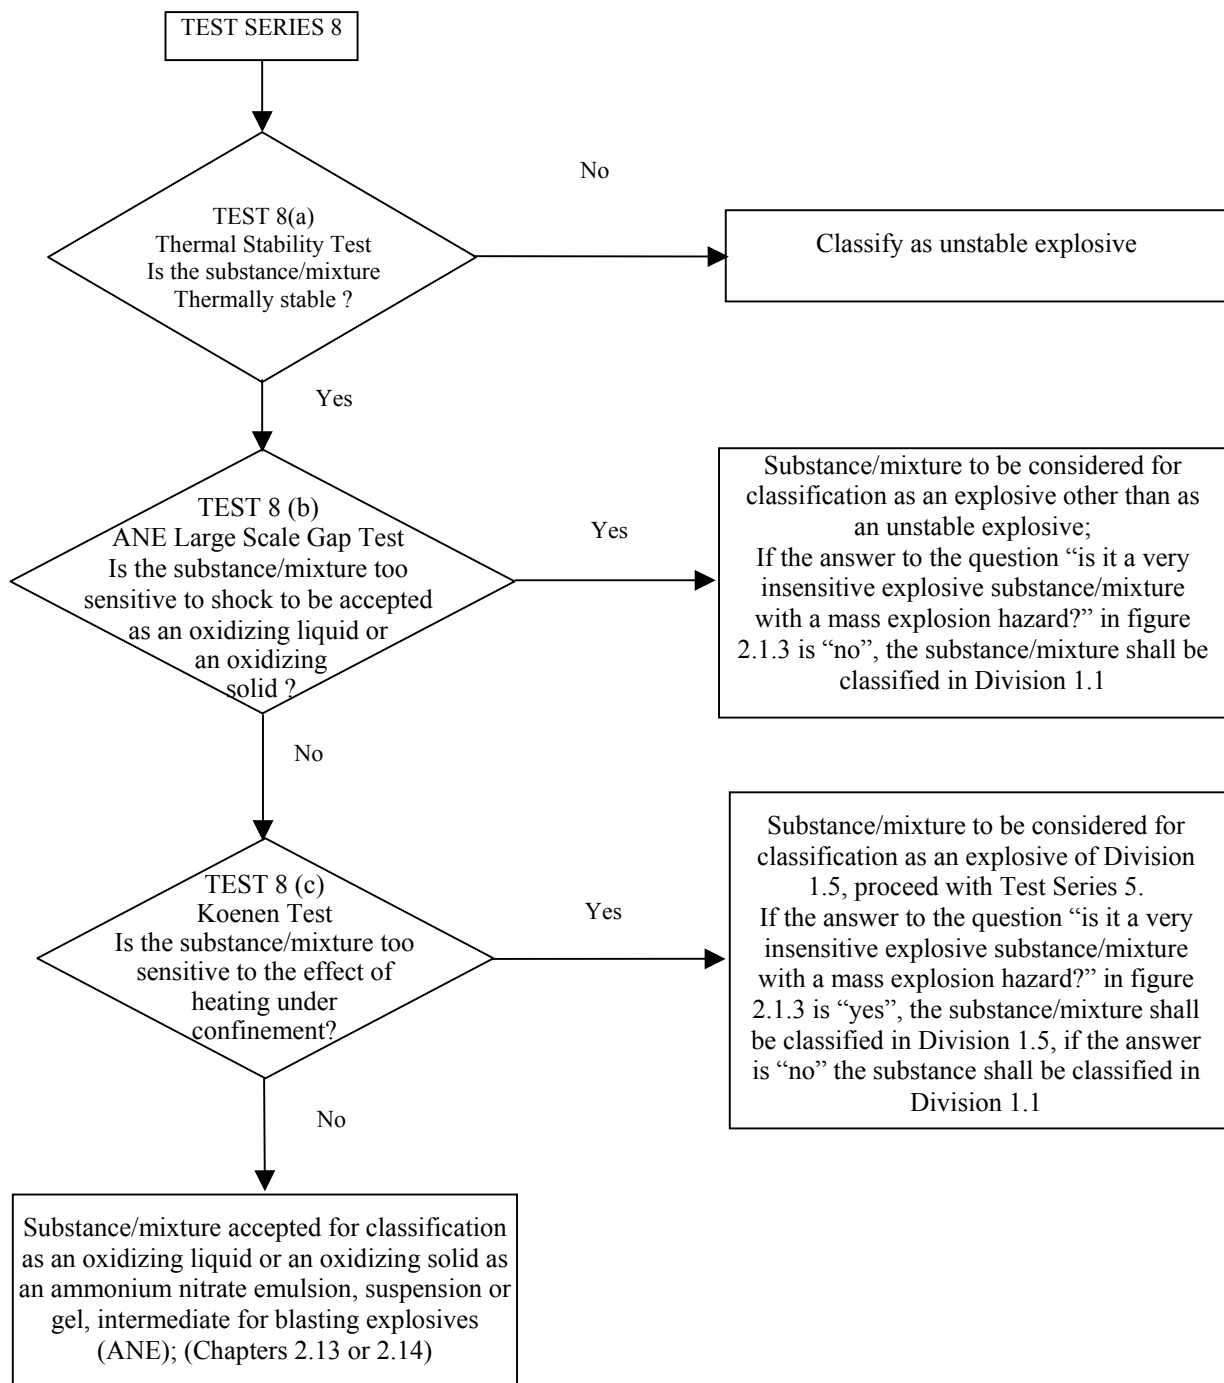 TEST SERIES 8
No
TEST 8(a)
Thermal Stability Test
Is the substance/mixture
Thermally stable ?
Classify as unstable explosive
Yes
TEST 8 (b)
ANE Large Scale Gap Test
Is the substance/mixture too
sensitive to shock to be accepted
as an oxidizing liquid or
an oxidizing
solid ?
Yes
Substance/mixture to be considered for
classification as an explosive other than as
an unstable explosive;
If the answer to the question “is it a very
insensitive explosive substance/mixture
with a mass explosion hazard?” in figure
2.1.3 is “no”, the substance/mixture shall be
classified in Division 1.1
No
TEST 8 (c)
Koenen Test
Is the substance/mixture too
sensitive to the effect of
heating under
confinement?
Yes
Substance/mixture to be considered for
classification as an explosive of Division
1.5, proceed with Test Series 5.
If the answer to the question “is it a very
insensitive explosive substance/mixture
with a mass explosion hazard?” in figure
2.1.3 is “yes”, the substance/mixture shall
be classified in Division 1.5, if the answer
is “no” the substance shall be classified in
Division 1.1
No
Substance/mixture accepted for classification
as an oxidizing liquid or an oxidizing solid as
an ammonium nitrate emulsion, suspension or
gel, intermediate for blasting explosives
(ANE); (Chapters 2.13 or 2.14)